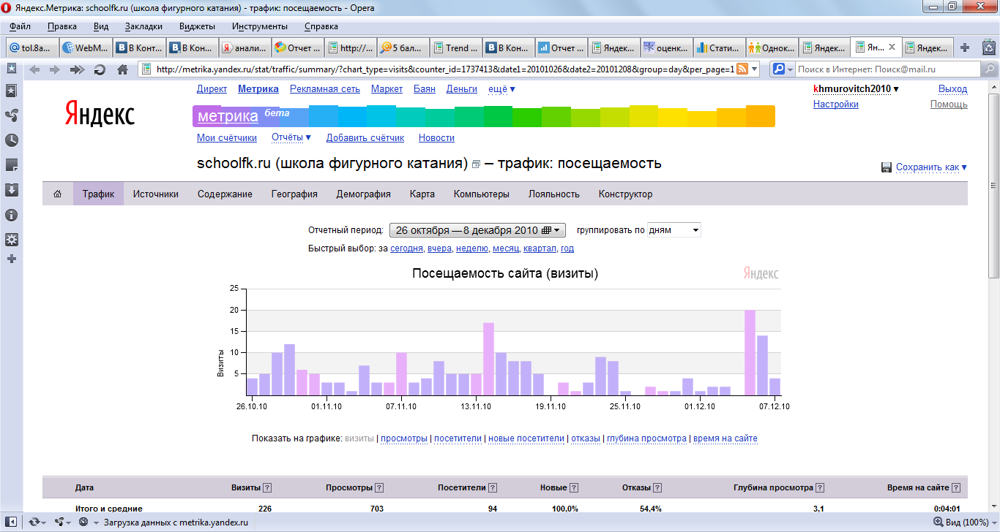 Яндекс.Метрика: schoolfk.ru (школа фигурного катания) - трафик: посещаемость - Opera
Файл Правка Вид Закладки Виджеты Инструменты Справка
tol.8a... WebM... В Конт... В Кон... анали... Отчет ... http://... 5 бал... Trend ... В Кон... Отчет ... Яндек... оценк... Стати... Однок... Яндек... Ян... Яндек...
http://metrika.yandex.ru/stat/traffic/summary/?chart_type=visits&counter_id=1737413&date1=20101026&date2=20101208&group=day&per_page=1 Поиск в Интернет: Поиск@mail.ru
Директ Метрика Рекламная сеть Маркет Баян Деньги ещё ▼ khmurovitch2010 ▼ Выход
Настройки Помощь
Яндекс
метрика бета
Мои счётчики Отчёты ▼ Добавить счётчик Новости
schoolfk.ru (школа фигурного катания) – трафик: посещаемость
Сохранить как ▼
Трафик Источники Содержание География Демография Карта Компьютеры Лояльность Конструктор
Отчетный период: 26 октября — 8 декабря 2010 группировать по дням
Быстрый выбор: за сегодня, вчера, неделю, месяц, квартал, год
Посещаемость сайта (визиты)
Яндекс
25
20
15
10
5
Визиты
26.10.10 01.11.10 07.11.10 13.11.10 19.11.10 25.11.10 01.12.10 07.12.10
Показать на графике: визиты | просмотры | посетители | новые посетители | отказы | глубина просмотра | время на сайте
Дата Визиты ? Просмотры ? Посетители ? Новые ? Отказы ? Глубина просмотра ? Время на сайте ?
Итого и средние 226 703 94 100,0% 54,4% 3,1 0:04:01
Загрузка данных с metrika.yandex.ru Вид (100%)